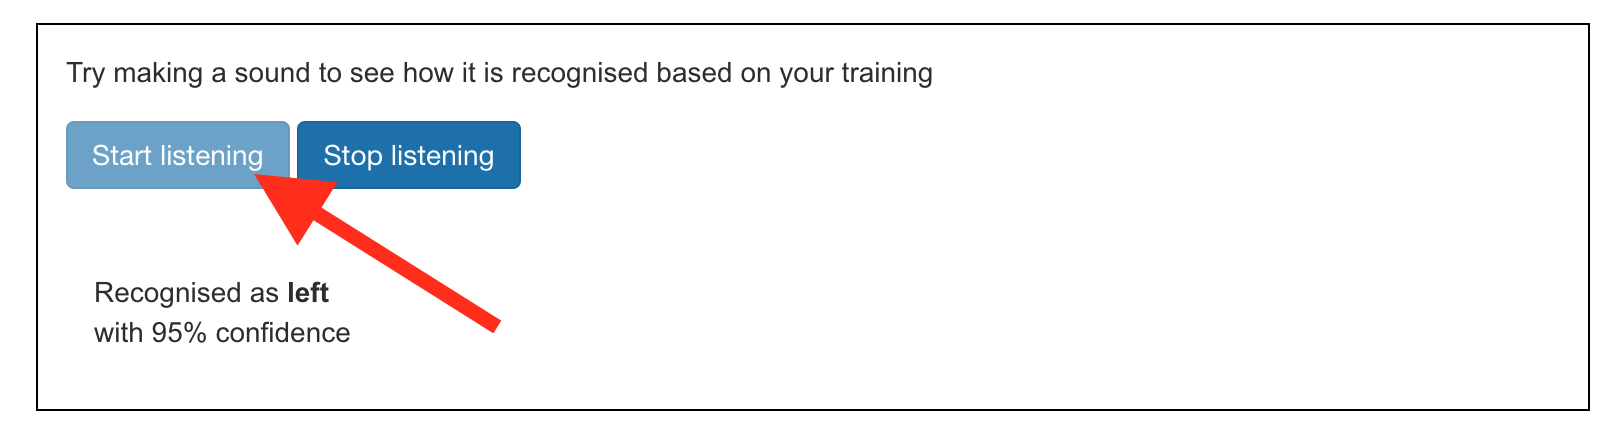 Try making a sound to see how it is recognised based on your training
Start listening Stop listening
Recognised as left
with 95% confidence